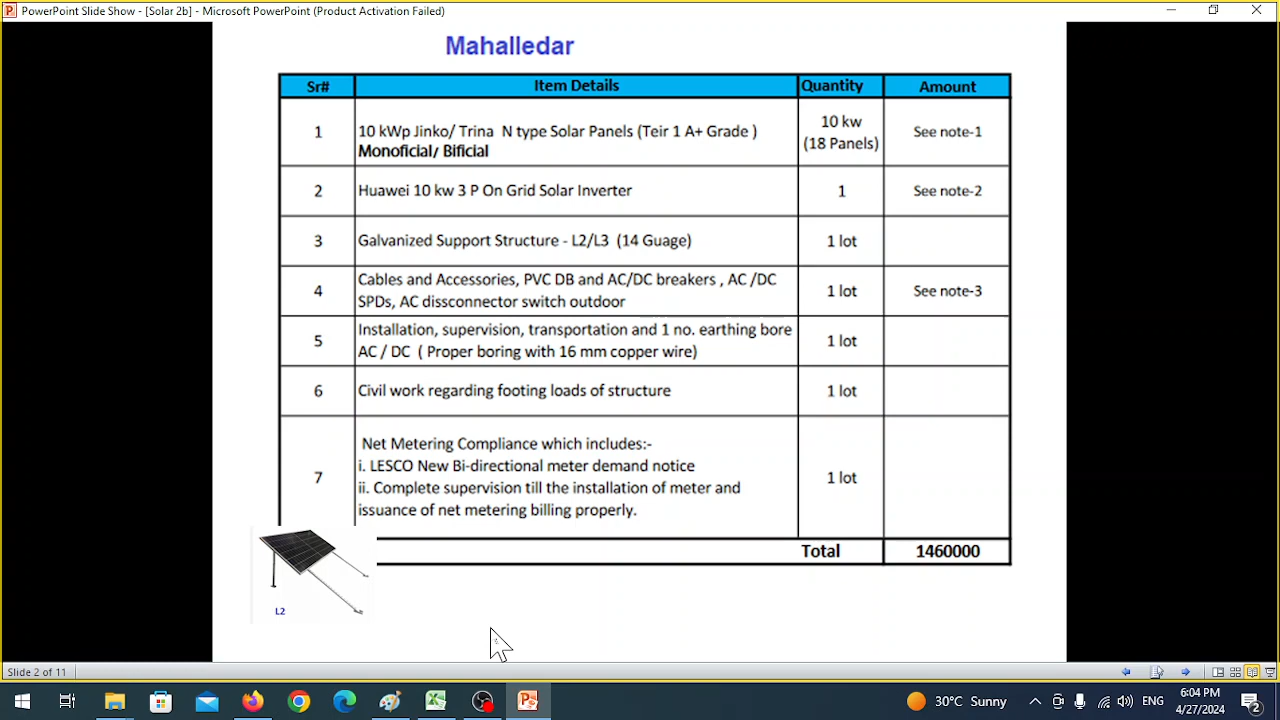 PowerPoint Slide Show - [Solar 2b] - Microsoft PowerPoint (Product Activation Failed)
Mahalledar
Sr# Item Details Quantity Amount
1 10 kWp Jinko/ Trina N type Solar Panels (Teir 1 A+ Grade ) 10 kw See note-1
Monoficial/ Bificial (18 Panels)
2 Huawei 10 kw 3 P On Grid Solar Inverter 1 See note-2
3 Galvanized Support Structure - L2/L3 (14 Guage) 1 lot
4 Cables and Accessories, PVC DB and AC/DC breakers , AC /DC 1 lot See note-3
SPDs, AC dissconnector switch outdoor
5 Installation, supervision, transportation and 1 no. earthing bore 1 lot
AC / DC ( Proper boring with 16 mm copper wire)
6 Civil work regarding footing loads of structure 1 lot
7 Net Metering Compliance which includes:- 1 lot
i. LESCO New Bi-directional meter demand notice
ii. Complete supervision till the installation of meter and
issuance of net metering billing properly.
Total 1460000
L2
Slide 2 of 11
30°C Sunny ENG 6:04 PM
4/27/2024 2